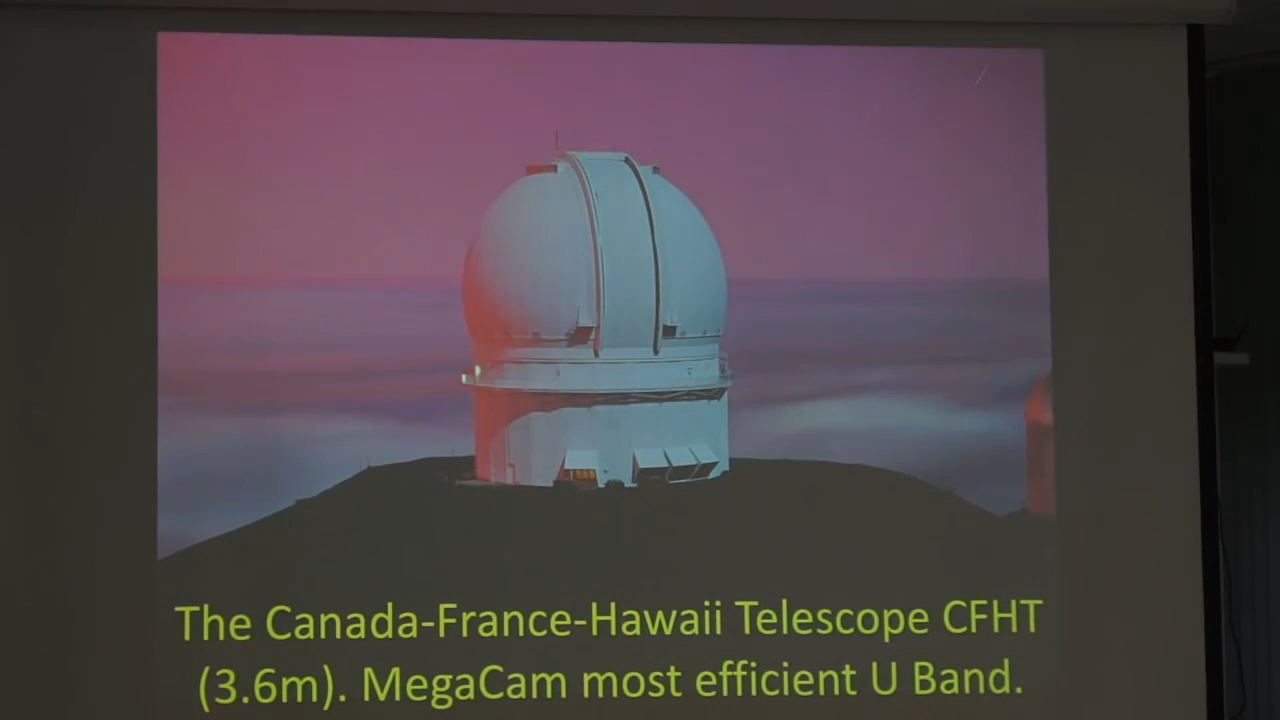 The Canada-France-Hawaii Telescope CFHT
(3.6m). MegaCam most efficient U Band.